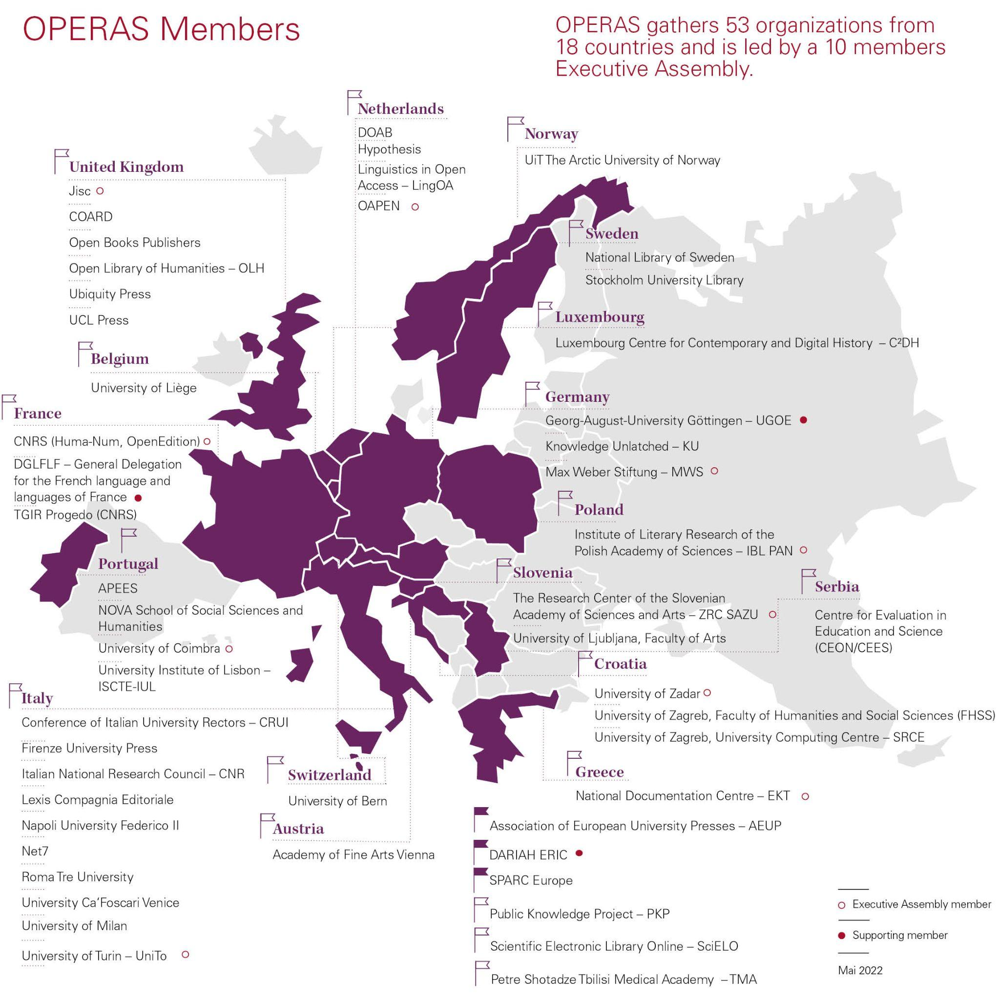 OPERAS Members
OPERAS gathers 53 organizations from
18 countries and is led by a 10 members
Executive Assembly.
Netherlands
DOAB
Hypothesis
Linguistics in Open
Access – LingOA
OAPEN
Norway
UiT The Arctic University of Norway
United Kingdom
Jisc
COARD
Open Books Publishers
Open Library of Humanities – OLH
Ubiquity Press
UCL Press
Sweden
National Library of Sweden
Stockholm University Library
Luxembourg
Luxembourg Centre for Contemporary and Digital History – C²DH
Belgium
University of Liège
Germany
Georg-August-University Göttingen – UGOE
Knowledge Unlatched – KU
Max Weber Stiftung – MWS
France
CNRS (Huma-Num, OpenEdition)
DGLFLF – General Delegation
for the French language and
languages of France
TGIR Progedo (CNRS)
Poland
Institute of Literary Research of the
Polish Academy of Sciences – IBL PAN
Portugal
APEES
NOVA School of Social Sciences and
Humanities
University of Coimbra
University Institute of Lisbon –
ISCTE-IUL
Slovenia
The Research Center of the Slovenian
Academy of Sciences and Arts – ZRC SAZU
University of Ljubljana, Faculty of Arts
Serbia
Centre for Evaluation in
Education and Science
(CEON/CEES)
Croatia
University of Zadar
University of Zagreb, Faculty of Humanities and Social Sciences (FHSS)
University of Zagreb, University Computing Centre – SRCE
Italy
Conference of Italian University Rectors – CRUI
Firenze University Press
Italian National Research Council – CNR
Lexis Compagnia Editoriale
Napoli University Federico II
Net7
Roma Tre University
University Ca'Foscari Venice
University of Milan
University of Turin – UniTo
Switzerland
University of Bern
Austria
Academy of Fine Arts Vienna
Greece
National Documentation Centre – EKT
Association of European University Presses – AEUP
DARIAH ERIC
SPARC Europe
Public Knowledge Project – PKP
Scientific Electronic Library Online – SciELO
Petre Shotadze Tbilisi Medical Academy – TMA
Executive Assembly member
Supporting member
Mai 2022